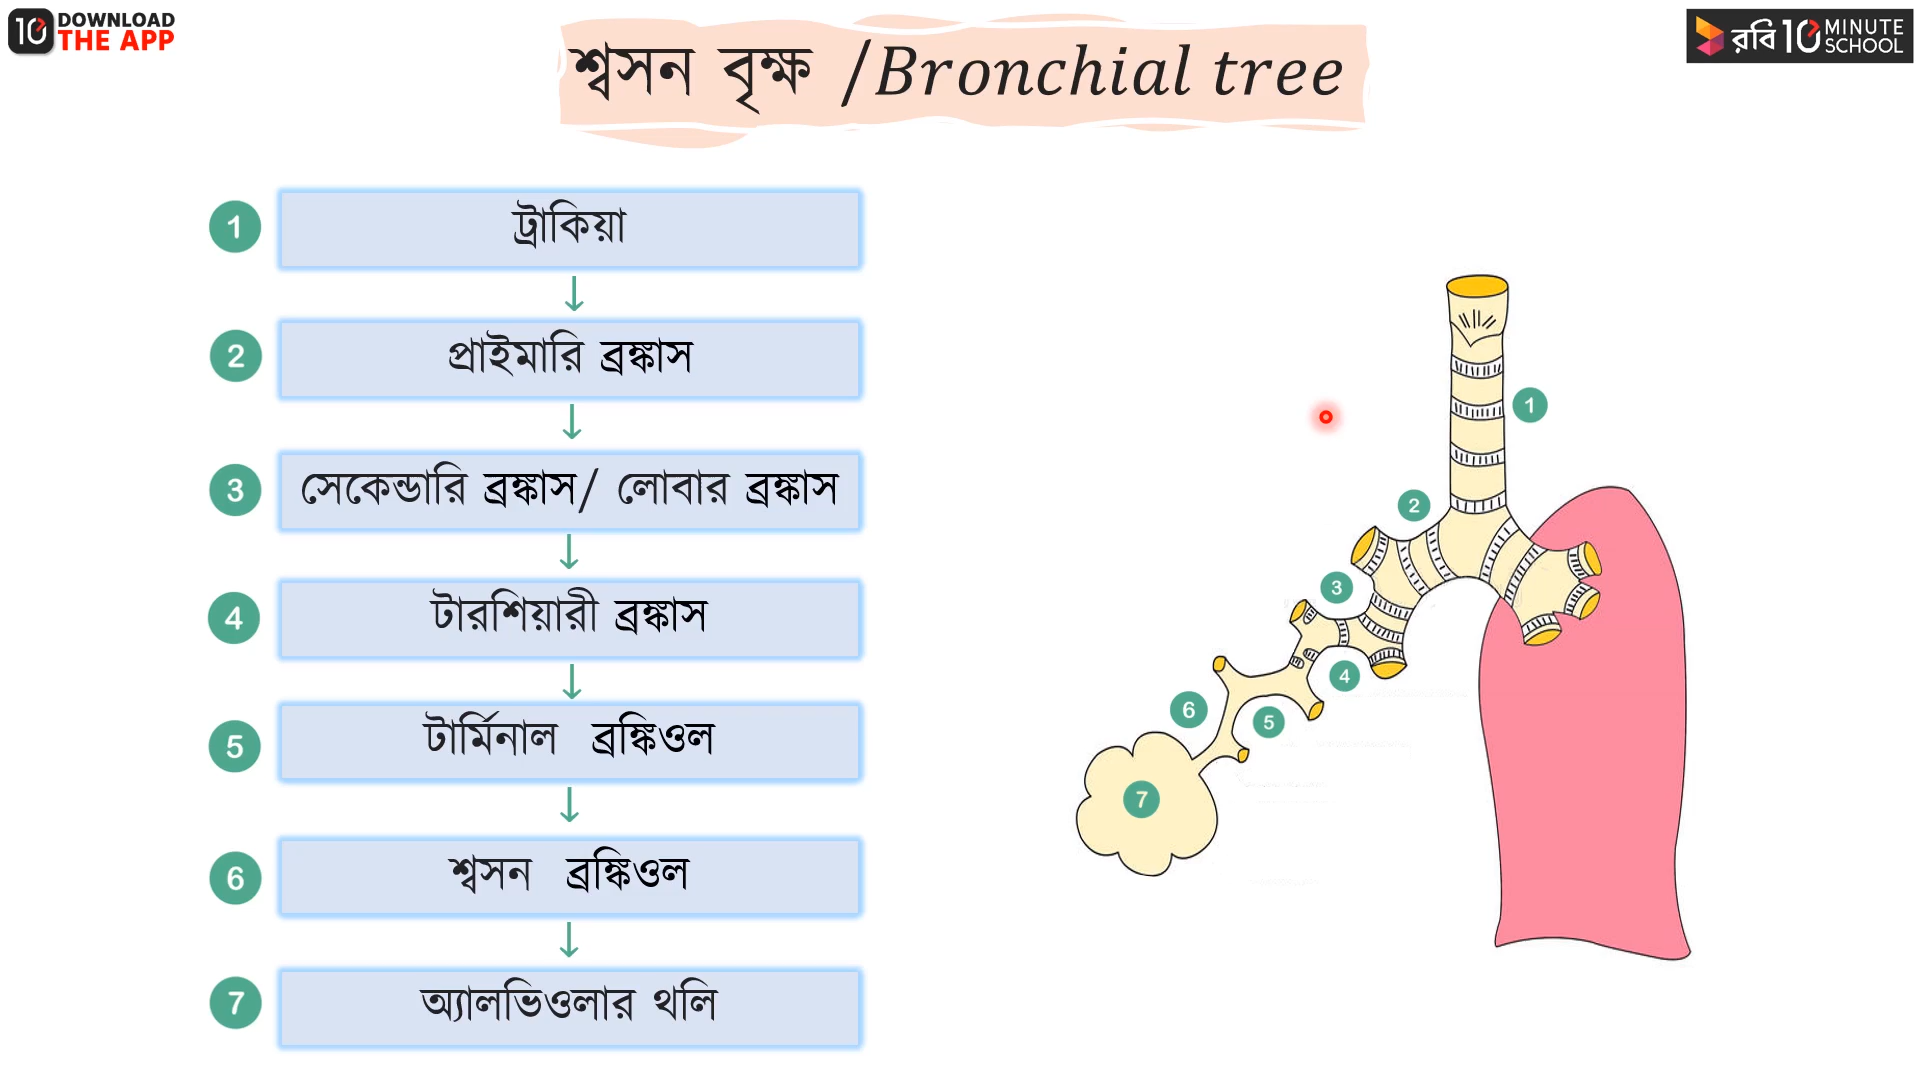 10 DOWNLOAD THE APP
শ্বসন বৃক্ষ /Bronchial tree
রবি 10 MINUTE SCHOOL
1 ট্রাকিয়া
↓
2 প্রাইমারি ব্রঙ্কাস
↓
3 সেকেন্ডারি ব্রঙ্কাস/ লোবার ব্রঙ্কাস
↓
4 টারশিয়ারী ব্রঙ্কাস
↓
5 টার্মিনাল ব্রঙ্কিওল
↓
6 শ্বসন ব্রঙ্কিওল
↓
7 অ্যালভিওলার থলি
1
2
3
4
5
6
7